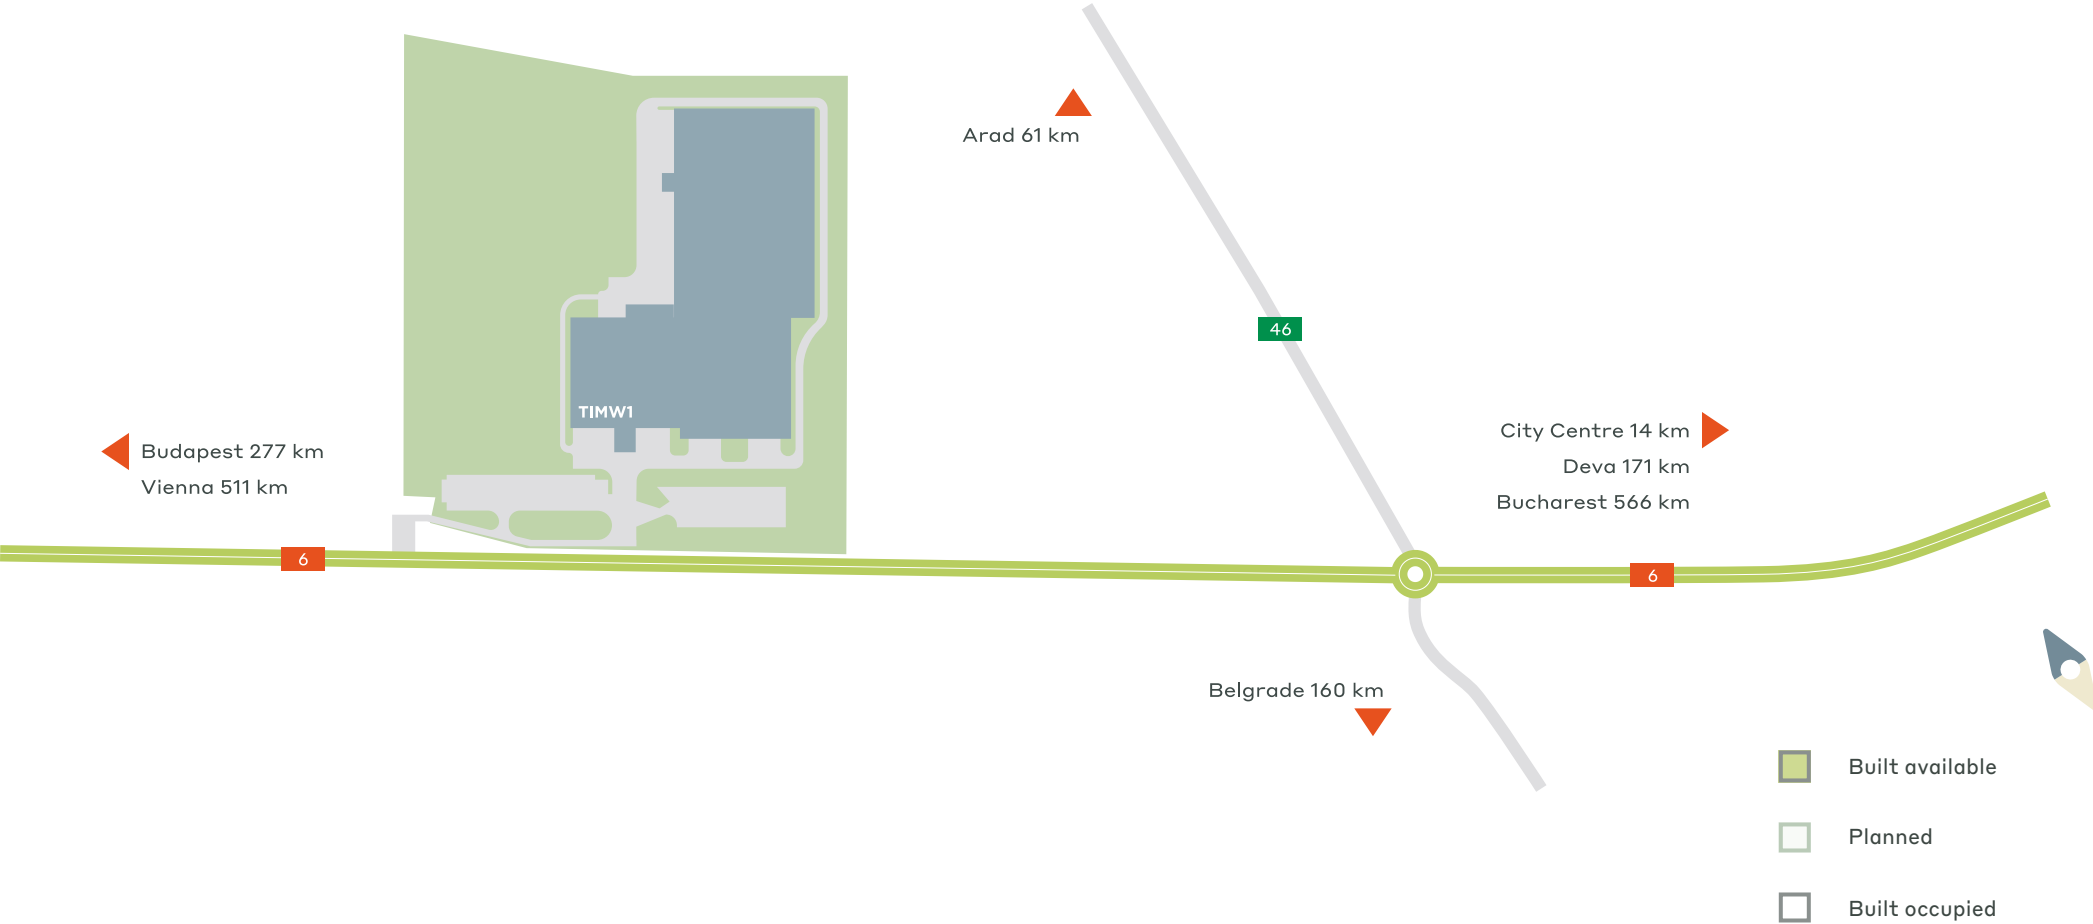 Arad 61 km
46
TIMW1
City Centre 14 km
Deva 171 km
Bucharest 566 km
Budapest 277 km
Vienna 511 km
6
6
Belgrade 160 km
Built available
Planned
Built occupied